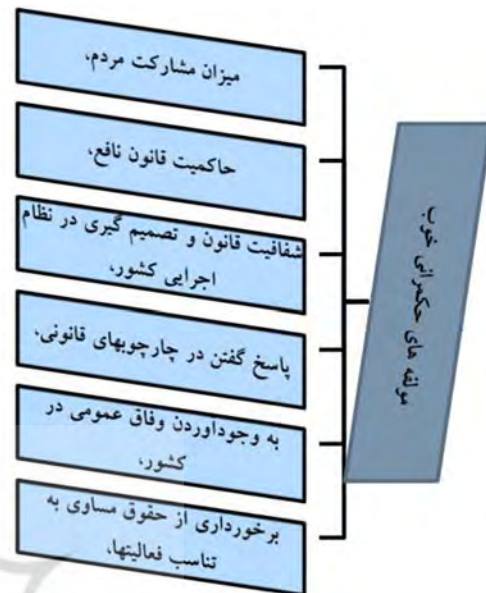 مولفه های حکمرانی خوب
میزان مشارکت مردم،
حاکمیت قانون نافع،
شفافیت قانون و تصمیم گیری در نظام
اجرایی کشور،
پاسخ گفتن در چارچوبهای قانونی،
به وجودآوردن وفاق عمومی در
کشور،
برخورداری از حقوق مساوی به
تناسب فعالیتها،